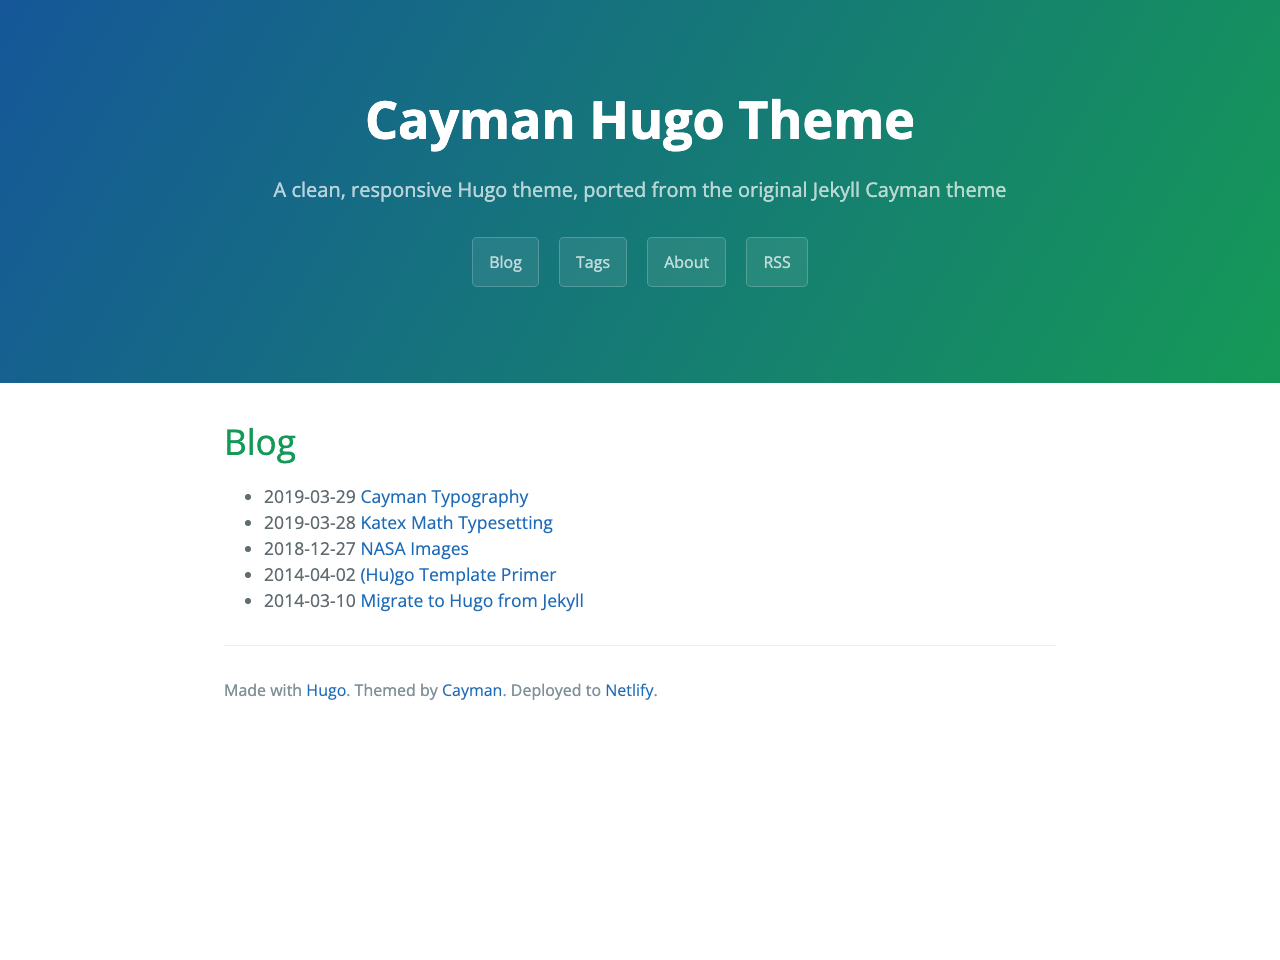 Cayman Hugo Theme
A clean, responsive Hugo theme, ported from the original Jekyll Cayman theme
Blog Tags About RSS
Blog
2019-03-29 Cayman Typography
2019-03-28 Katex Math Typesetting
2018-12-27 NASA Images
2014-04-02 (Hu)go Template Primer
2014-03-10 Migrate to Hugo from Jekyll
Made with Hugo. Themed by Cayman. Deployed to Netlify.